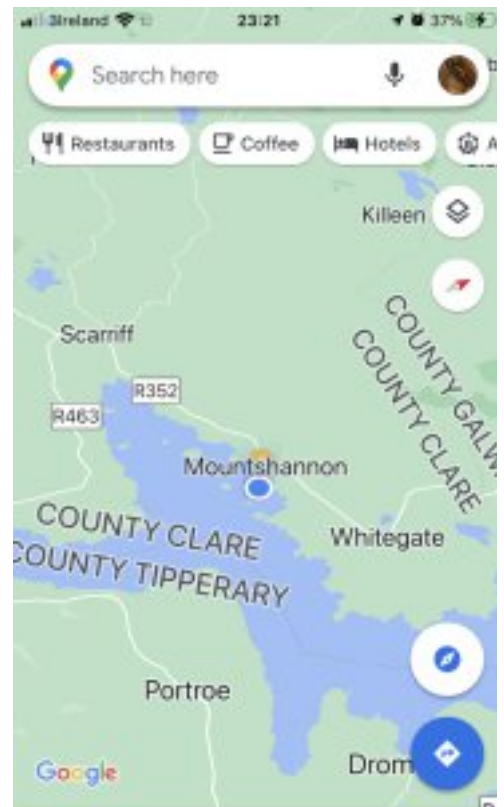 3Ireland 23:21 37%
Search here
Restaurants Coffee Hotels A
Killeen
COUNTY GALW
COUNTY CLARE
Scarriff
R352
R463
Mountshannon
COUNTY CLARE
COUNTY TIPPERARY
Whitegate
Portroe
Drom
Google